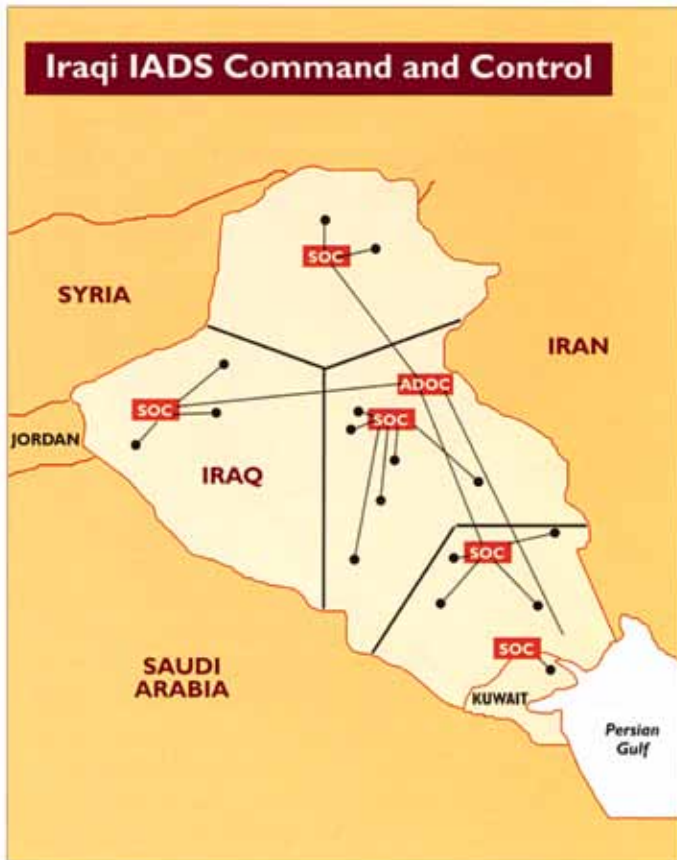 Iraqi IADS Command and Control
SOC
SYRIA
IRAN
ADOC
SOC
SOC
JORDAN
IRAQ
SOC
SOC
SAUDI
ARABIA
KUWAIT
Persian
Gulf